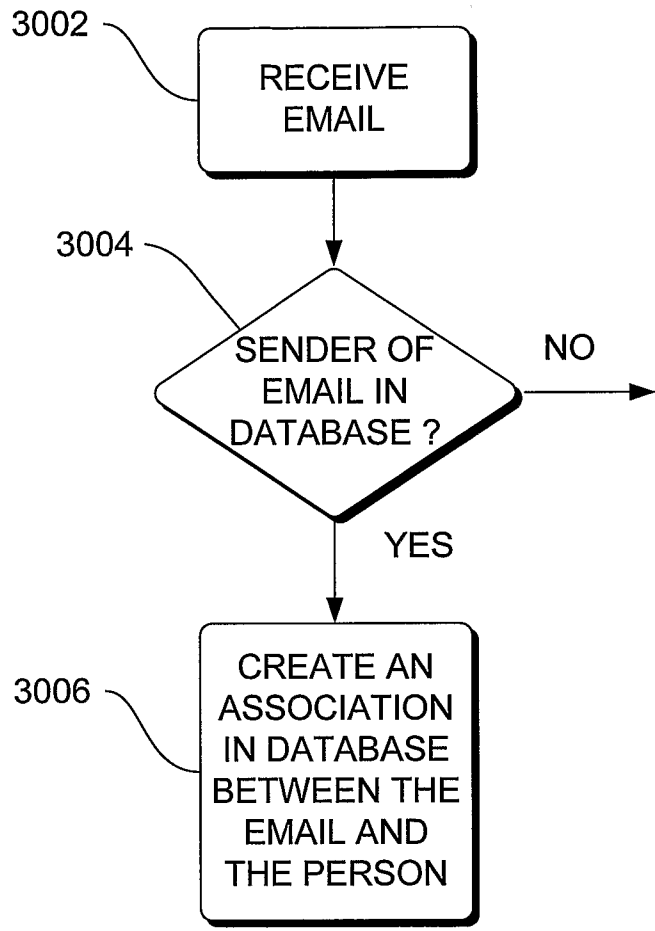 3002
RECEIVE
EMAIL
3004
SENDER OF
EMAIL IN
DATABASE ?
NO
YES
3006
CREATE AN
ASSOCIATION
IN DATABASE
BETWEEN THE
EMAIL AND
THE PERSON